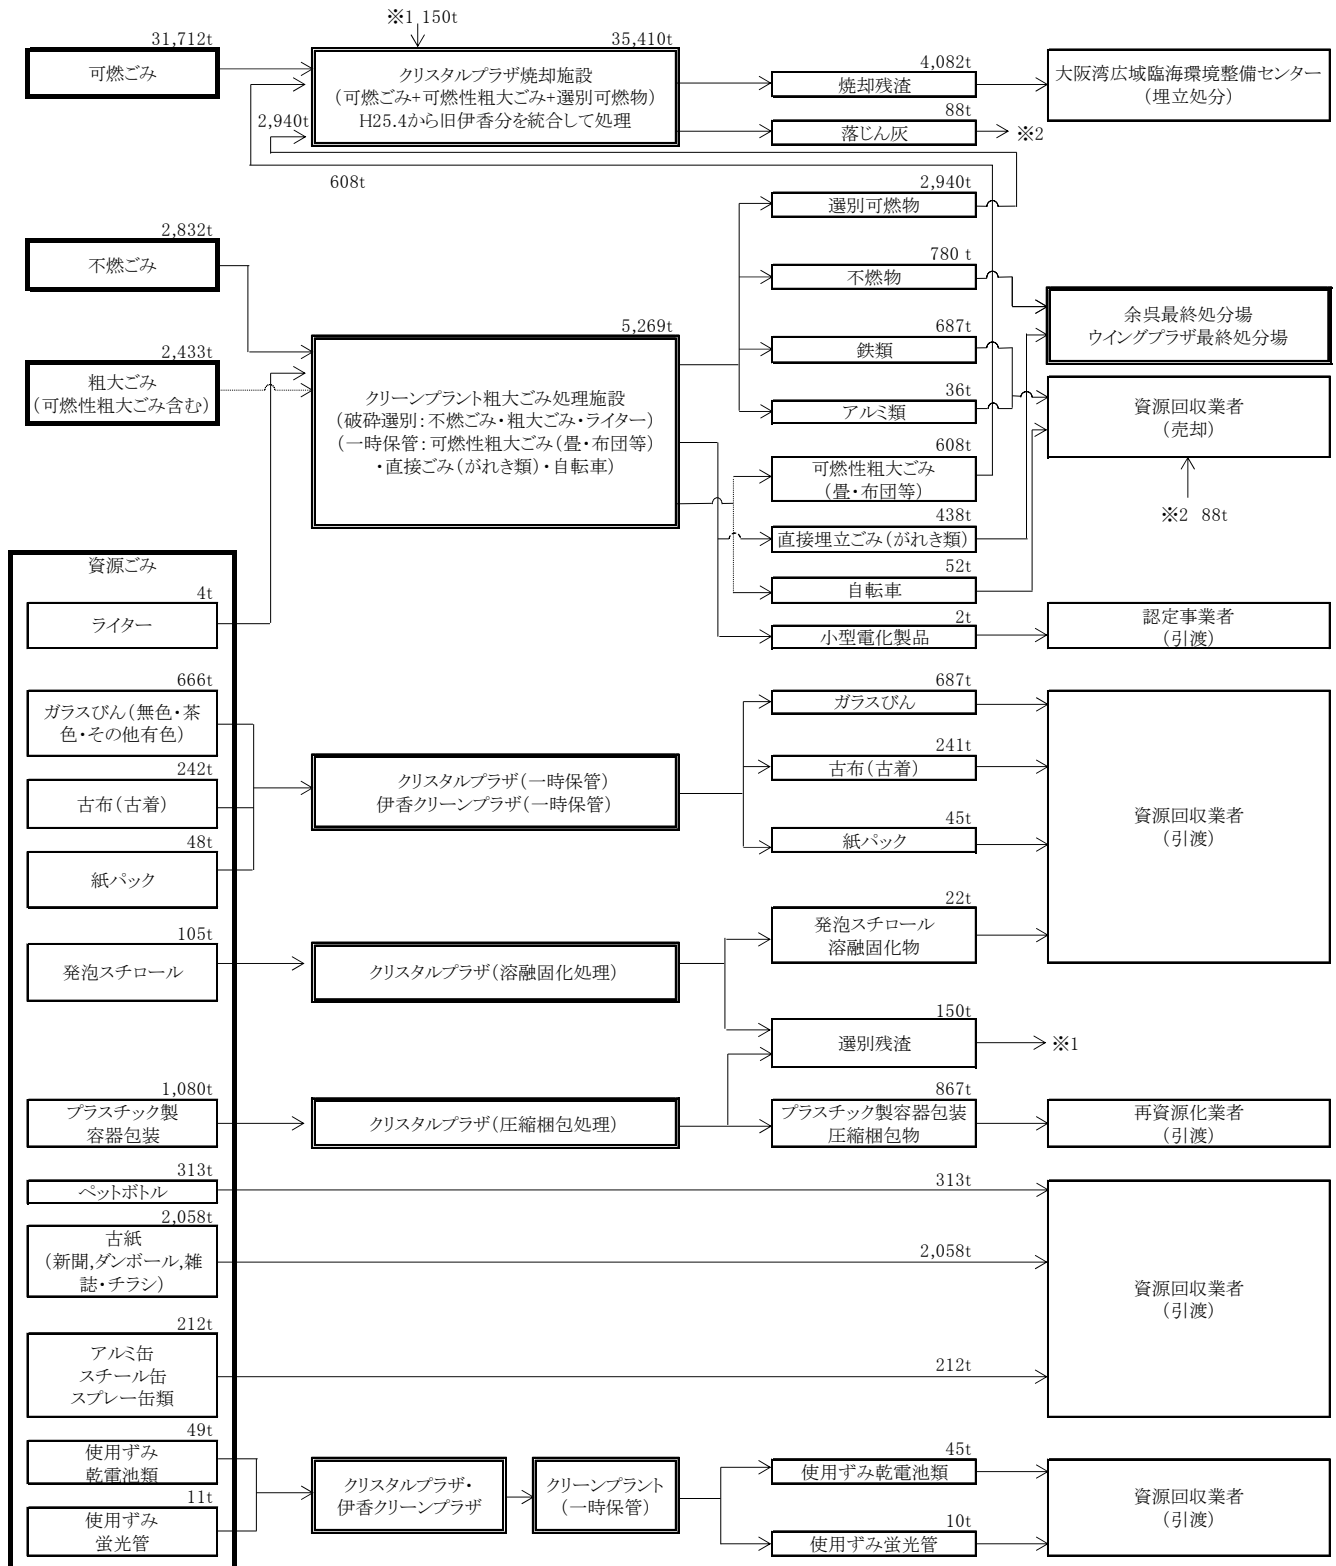 ※1 150t
31,712t
可燃ごみ
35,410t
クリスタルプラザ焼却施設
(可燃ごみ+可燃性粗大ごみ+選別可燃物)
H25.4から旧伊香分を統合して処理
2,940t
608t
4,082t
焼却残渣
大阪湾広域臨海環境整備センター
(埋立処分)
88t
落じん灰
※2
2,940t
選別可燃物
2,832t
不燃ごみ
780 t
不燃物
余呉最終処分場
ウイングプラザ最終処分場
2,433t
粗大ごみ
(可燃性粗大ごみ含む)
5,269t
クリーンプラント粗大ごみ処理施設
(破砕選別:不燃ごみ・粗大ごみ・ライター)
(一時保管:可燃性粗大ごみ(畳・布団等)
・直接ごみ(がれき類)・自転車)
687t
鉄類
36t
アルミ類
資源回収業者
(売却)
608t
可燃性粗大ごみ
(畳・布団等)
※2 88t
438t
直接埋立ごみ(がれき類)
52t
自転車
2t
小型電化製品
認定事業者
(引渡)
資源ごみ
4t
ライター
666t
ガラスびん(無色・茶
色・その他有色)
242t
古布(古着)
48t
紙パック
クリスタルプラザ(一時保管)
伊香クリーンプラザ(一時保管)
687t
ガラスびん
241t
古布(古着)
45t
紙パック
資源回収業者
(引渡)
105t
発泡スチロール
クリスタルプラザ(溶融固化処理)
22t
発泡スチロール
溶融固化物
150t
選別残渣
※1
1,080t
プラスチック製
容器包装
クリスタルプラザ(圧縮梱包処理)
867t
プラスチック製容器包装
圧縮梱包物
再資源化業者
(引渡)
313t
ペットボトル
313t
2,058t
古紙
(新聞,ダンボール,雑
誌・チラシ)
2,058t
資源回収業者
(引渡)
212t
アルミ缶
スチール缶
スプレー缶類
212t
49t
使用ずみ
乾電池類
11t
使用ずみ
蛍光管
クリスタルプラザ・
伊香クリーンプラザ
クリーンプラント
(一時保管)
45t
使用ずみ乾電池類
10t
使用ずみ蛍光管
資源回収業者
(引渡)